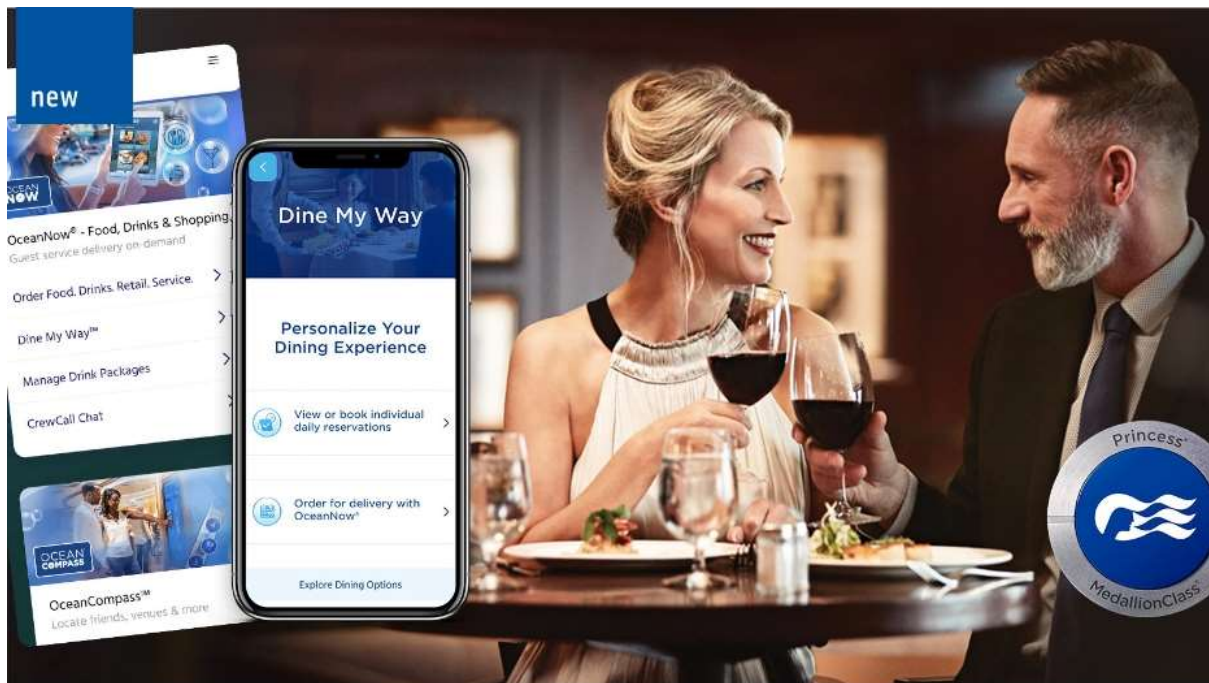 new
OCEAN
NOW
OceanNow® - Food, Drinks & Shopping.
Guest service delivery on-demand
Order Food. Drinks. Retail. Service.
Dine My Way™
Manage Drink Packages
CrewCall Chat
OCEAN
COMPASS
OceanCompass™
Locate friends, venues & more
Dine My Way
Personalize Your
Dining Experience
View or book individual
daily reservations
Order for delivery with
OceanNow®
Explore Dining Options
Princess®
MedallionClass®